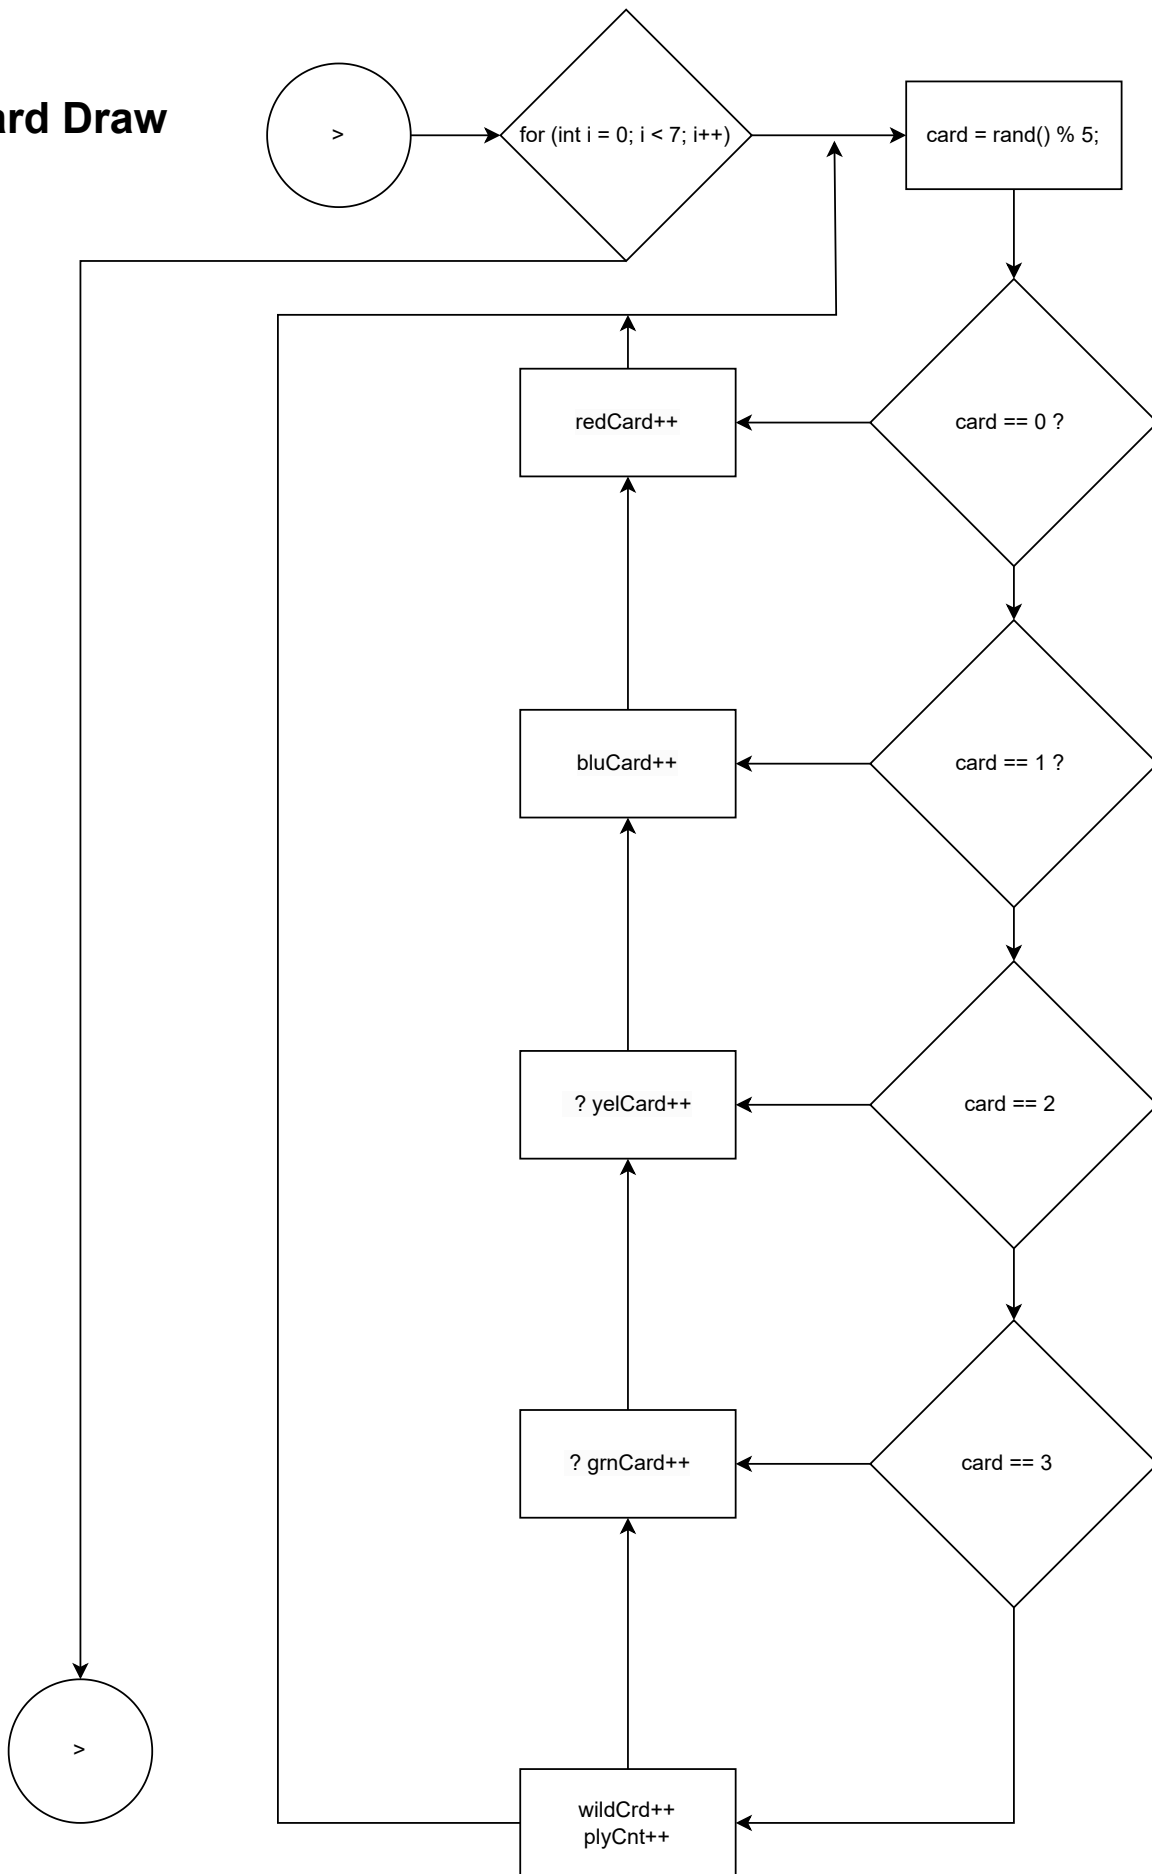 ard Draw
>
for (int i = 0; i < 7; i++)
card = rand() % 5;
card == 0 ?
redCard++
card == 1 ?
bluCard++
card == 2
? yelCard++
card == 3
? grnCard++
>
wildCrd++
plyCnt++